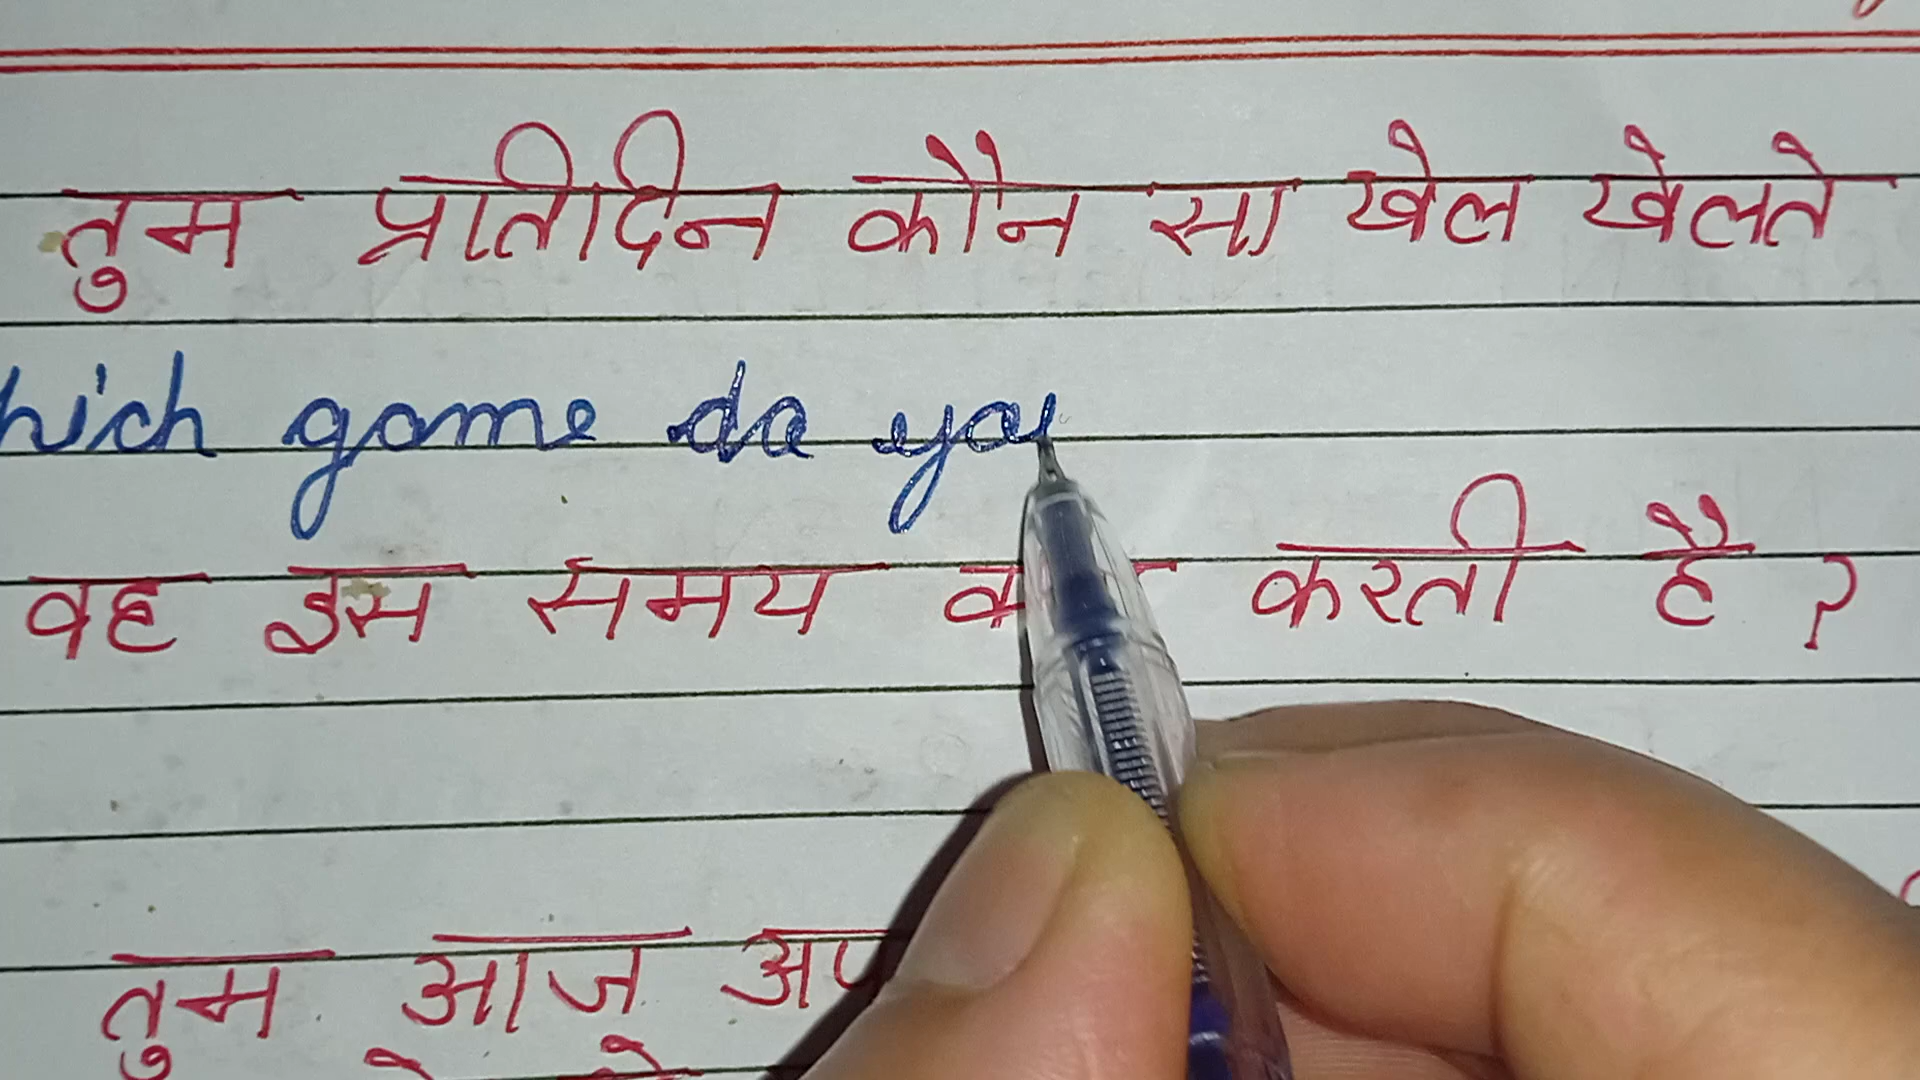 तुम प्रतिदिन कौन सा खेल खेलते
hich game do you
वह इस समय करती है ?
तुम आज